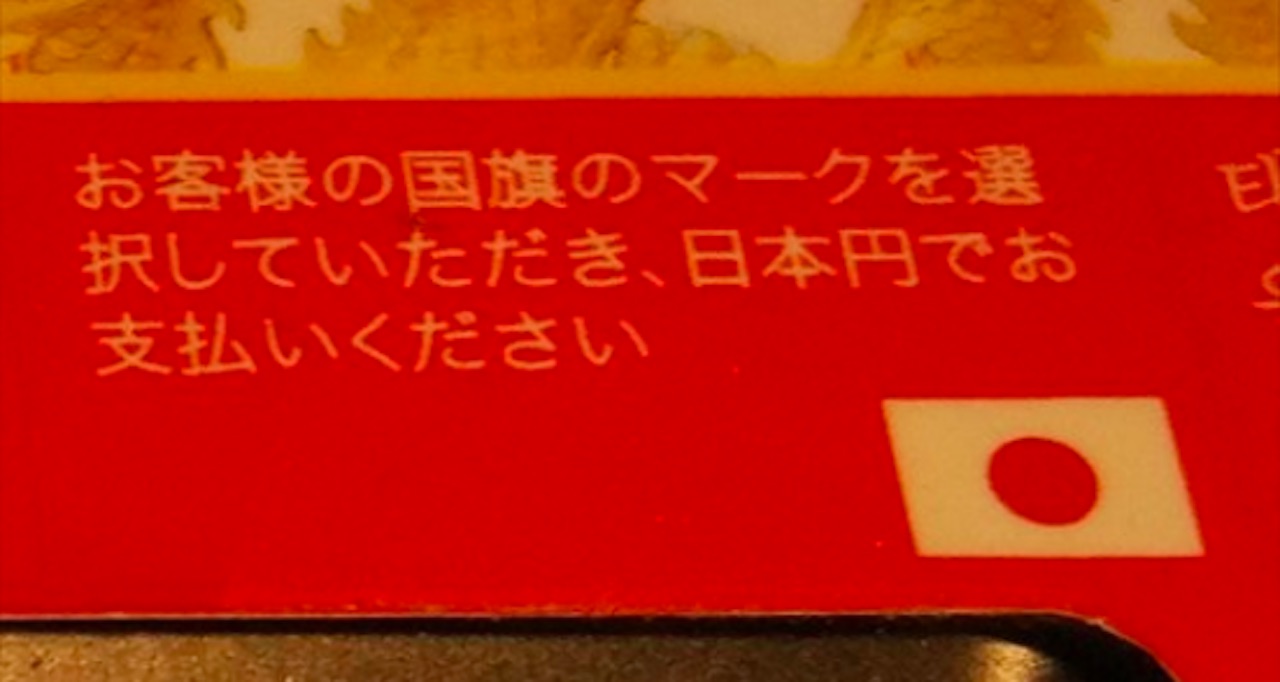 お客様の国旗のマークを選
択していただき、日本円でお
支払いください